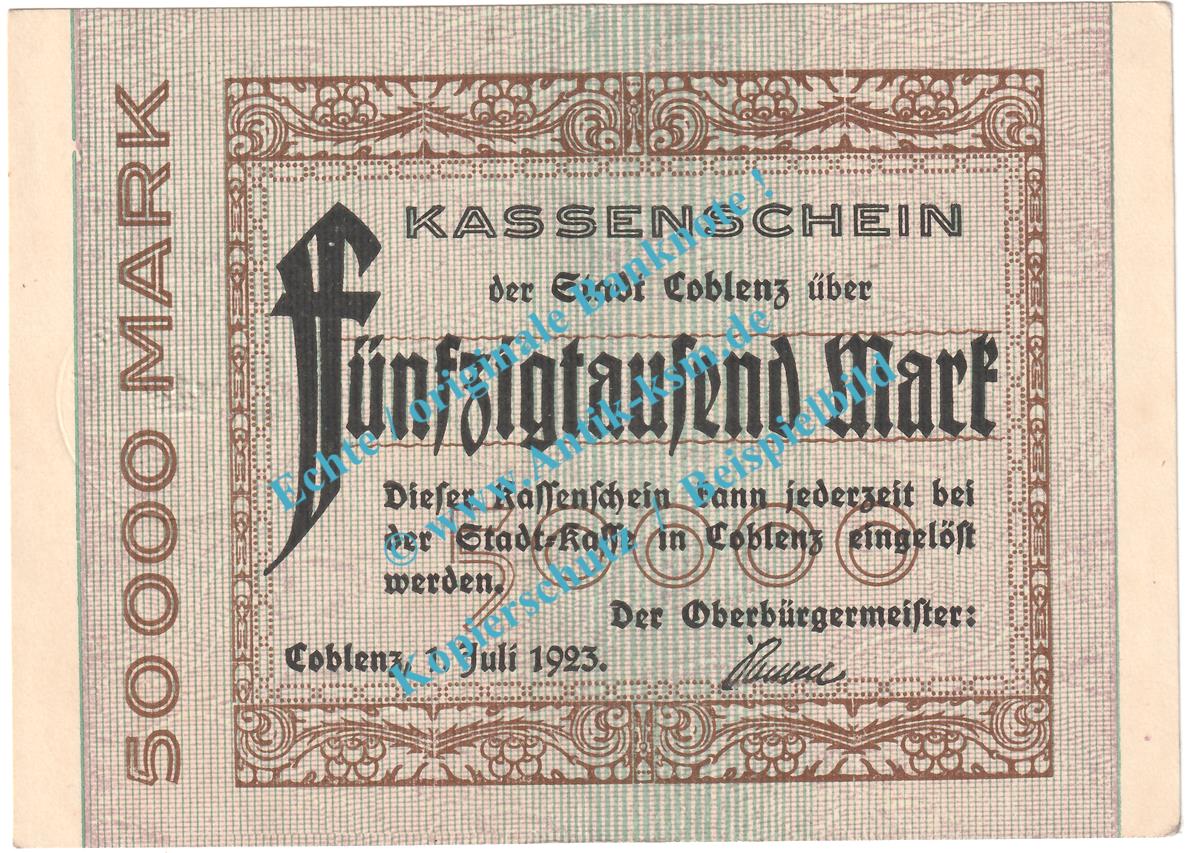 50000 MARK
KASSENSCHEIN
der Stadt Coblenz über
Fünfzigtausend Mark
Dieser Kassenschein kann jederzeit bei
der Stadt-Kasse in Coblenz eingelöst
werden.
50000
Der Oberbürgermeister:
Coblenz, 1. Juli 1923.
Echte / originale Banknote !
© www.Antik-ksm.de
Kopierschutz / Beispielbild